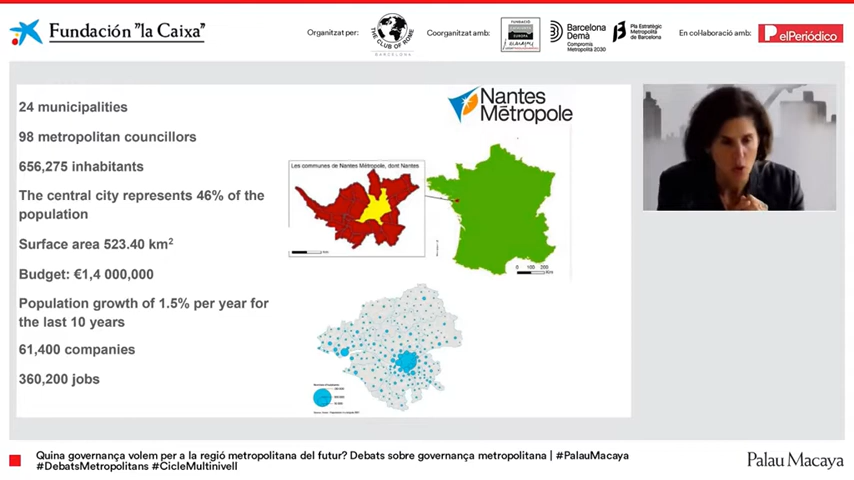 Fundación "la Caixa"
Organitzat per:
THE CLUB OF ROME
BARCELONA
Coorganitzat amb:
FUNDACIÓ
EUROPA
Barcelona
Demà
Compromís
Metropolità 2030
Pla Estratègic
Metropolità
de Barcelona
En col·laboració amb:
elPeriódico
24 municipalities
98 metropolitan councillors
656,275 inhabitants
The central city represents 46% of the
population
Surface area 523.40 km²
Budget: €1,4 000,000
Population growth of 1.5% per year for
the last 10 years
61,400 companies
360,200 jobs
Nantes
Métropole
Les communes de Nantes Métropole, dont Nantes
0 100 200
Km
Quina governança volem per a la regió metropolitana del futur? Debats sobre governança metropolitana | #PalauMacaya
#DebatsMetropolitans #CicleMultinivell
Palau Macaya